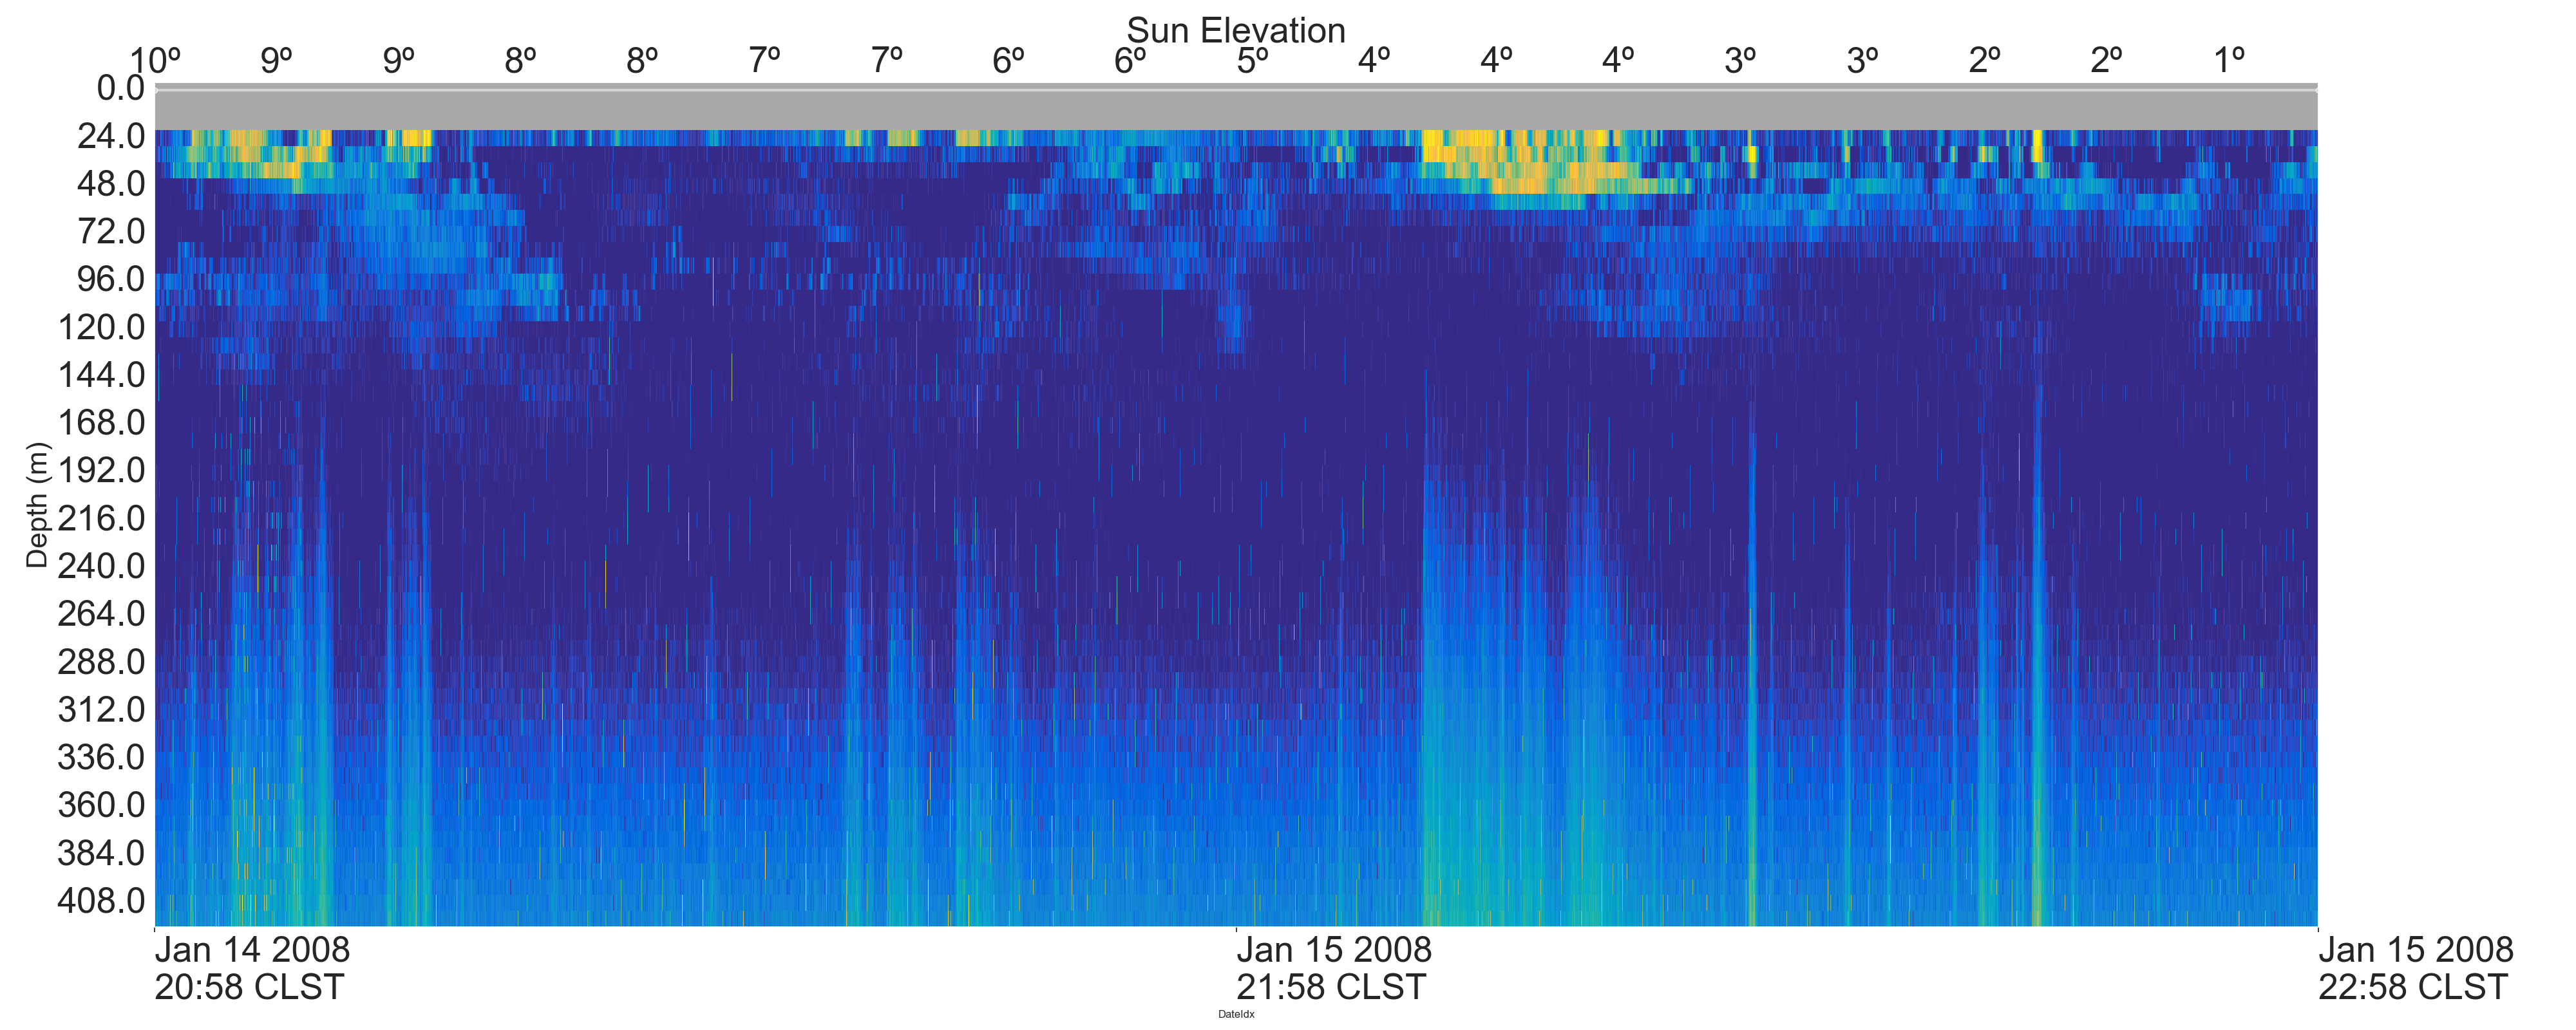 Sun Elevation
10º 9º 9º 8º 8º 7º 7º 6º 6º 5º 4º 4º 4º 3º 3º 2º 2º 1º
0.0
24.0
48.0
72.0
96.0
120.0
144.0
168.0
192.0
216.0
240.0
264.0
288.0
312.0
336.0
360.0
384.0
408.0
Depth (m)
Jan 14 2008
20:58 CLST
Jan 15 2008
21:58 CLST
Jan 15 2008
22:58 CLST
DateIdx